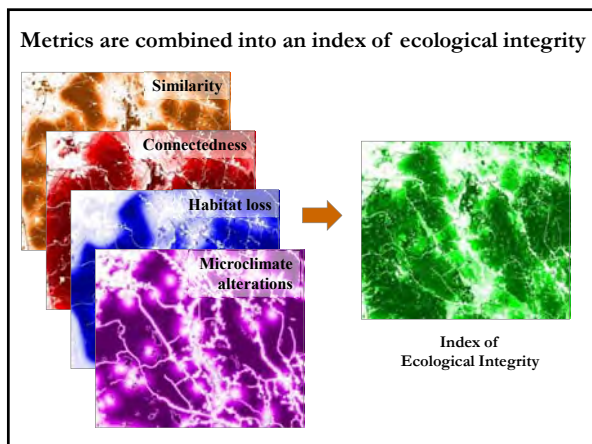 Metrics are combined into an index of ecological integrity
Similarity
Connectedness
Habitat loss
Microclimate
alterations
Index of
Ecological Integrity